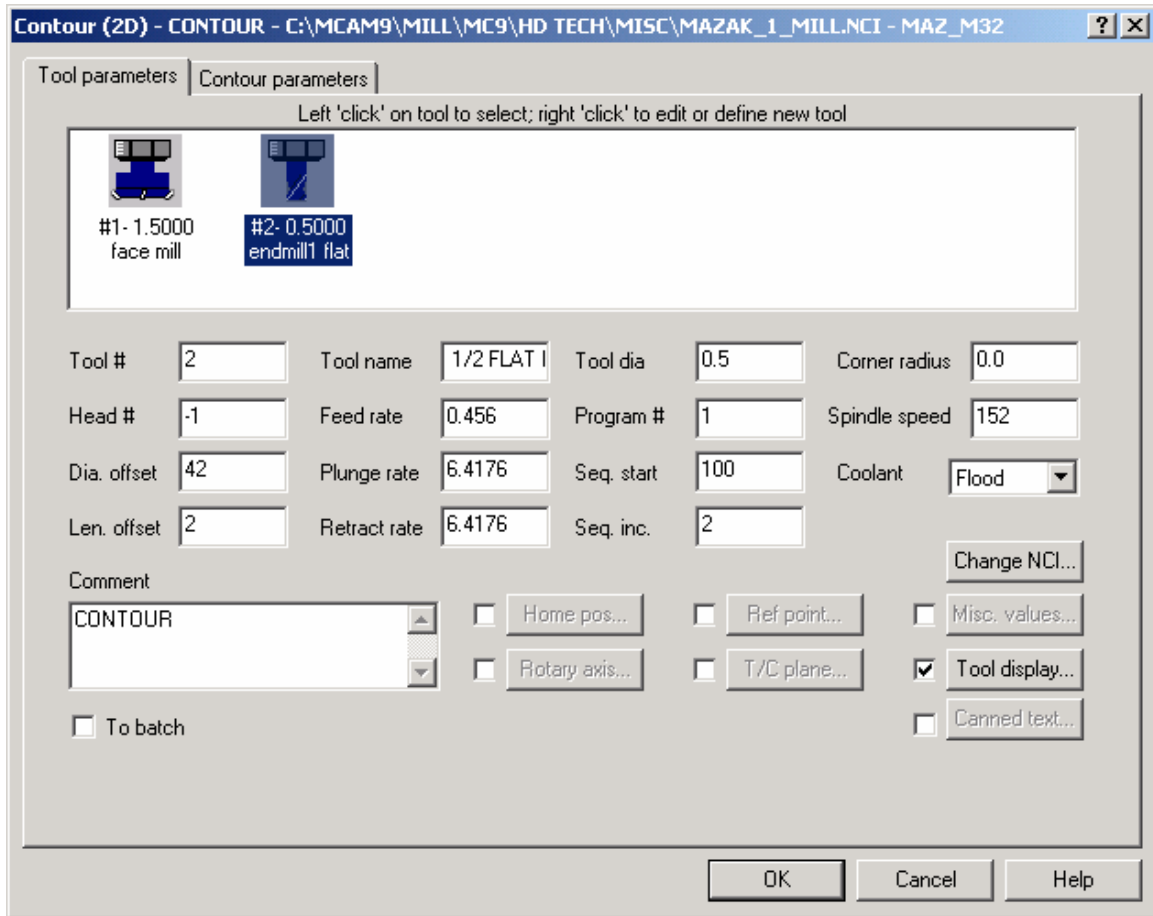 Contour (2D) - CONTOUR - C:\MCAM9\MILL\MC9\HD TECH\MISC\MAZAK_1_MILL.NCI - MAZ_M32
Tool parameters Contour parameters
Left 'click' on tool to select; right 'click' to edit or define new tool
#1- 1.5000 #2- 0.5000
face mill endmill1 flat
Tool # 2 Tool name 1/2 FLAT Tool dia 0.5 Corner radius 0.0
Head # -1 Feed rate 0.456 Program # 1 Spindle speed 152
Dia. offset 42 Plunge rate 6.4176 Seq. start 100 Coolant Flood
Len. offset 2 Retract rate 6.4176 Seq. inc. 2
Change NCI...
Comment
CONTOUR Home pos... Ref point... Misc. values...
Rotary axis... T/C plane... Tool display...
To batch Canned text...
OK Cancel Help